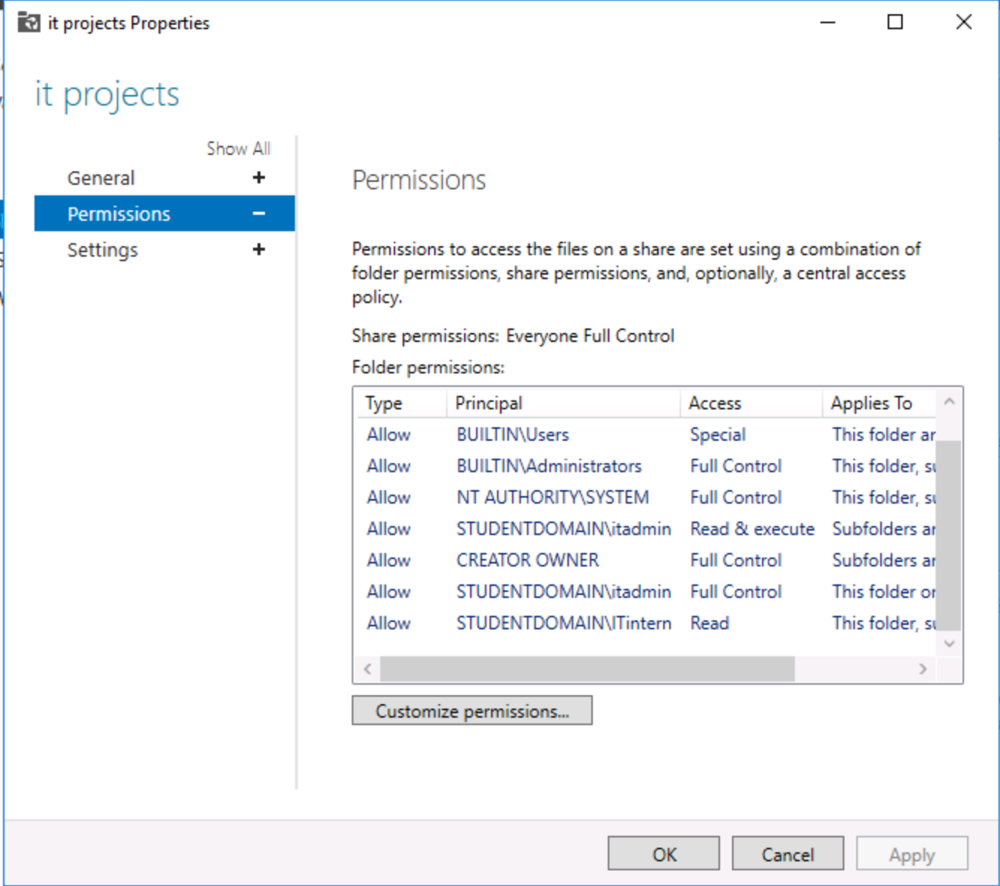 it projects Properties
it projects
Show All
General +
Permissions −
Settings +
Permissions
Permissions to access the files on a share are set using a combination of
folder permissions, share permissions, and, optionally, a central access
policy.
Share permissions: Everyone Full Control
Folder permissions:
Type Principal Access Applies To
Allow BUILTIN\Users Special This folder ar
Allow BUILTIN\Administrators Full Control This folder, su
Allow NT AUTHORITY\SYSTEM Full Control This folder, su
Allow STUDENTDOMAIN\itadmin Read & execute Subfolders ar
Allow CREATOR OWNER Full Control Subfolders ar
Allow STUDENTDOMAIN\itadmin Full Control This folder or
Allow STUDENTDOMAIN\ITintern Read This folder, su
Customize permissions...
OK Cancel Apply